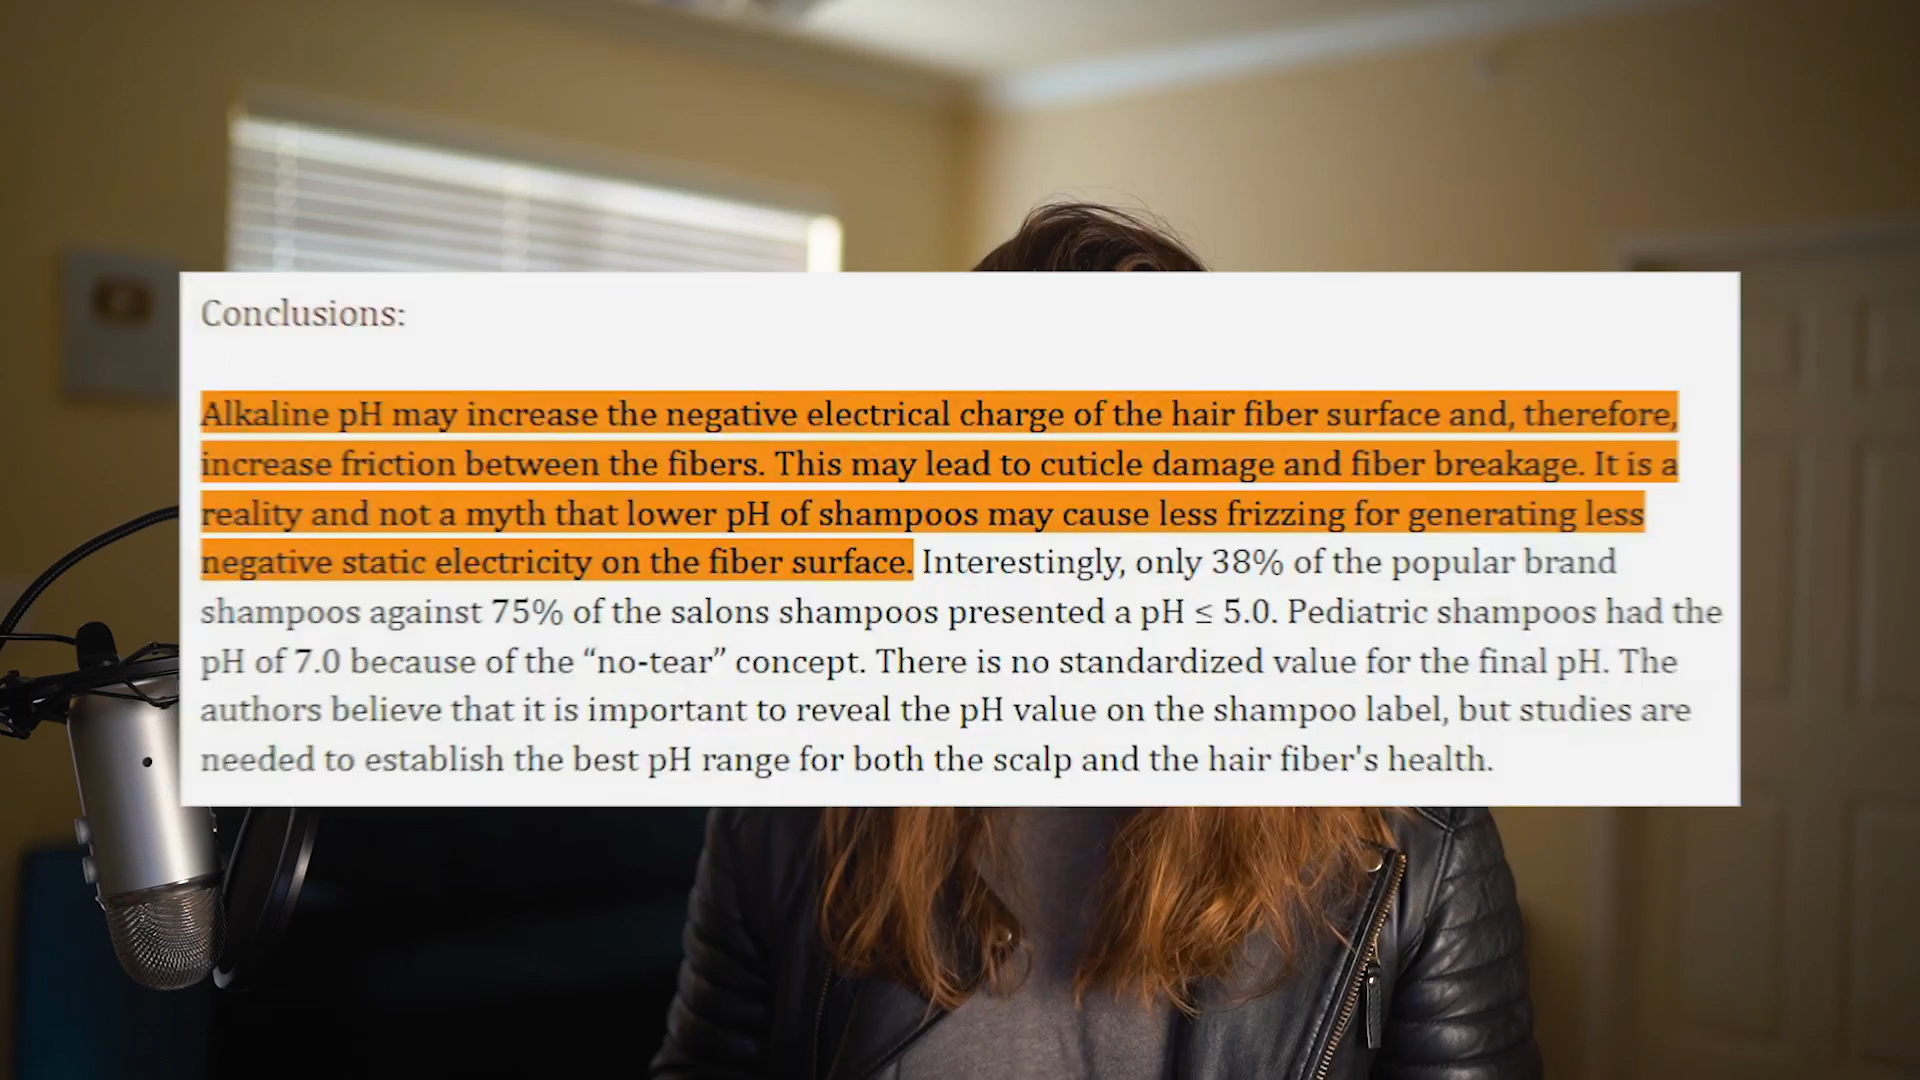 Conclusions:
Alkaline pH may increase the negative electrical charge of the hair fiber surface and, therefore,
increase friction between the fibers. This may lead to cuticle damage and fiber breakage. It is a
reality and not a myth that lower pH of shampoos may cause less frizzing for generating less
negative static electricity on the fiber surface. Interestingly, only 38% of the popular brand
shampoos against 75% of the salons shampoos presented a pH ≤ 5.0. Pediatric shampoos had the
pH of 7.0 because of the “no-tear” concept. There is no standardized value for the final pH. The
authors believe that it is important to reveal the pH value on the shampoo label, but studies are
needed to establish the best pH range for both the scalp and the hair fiber's health.